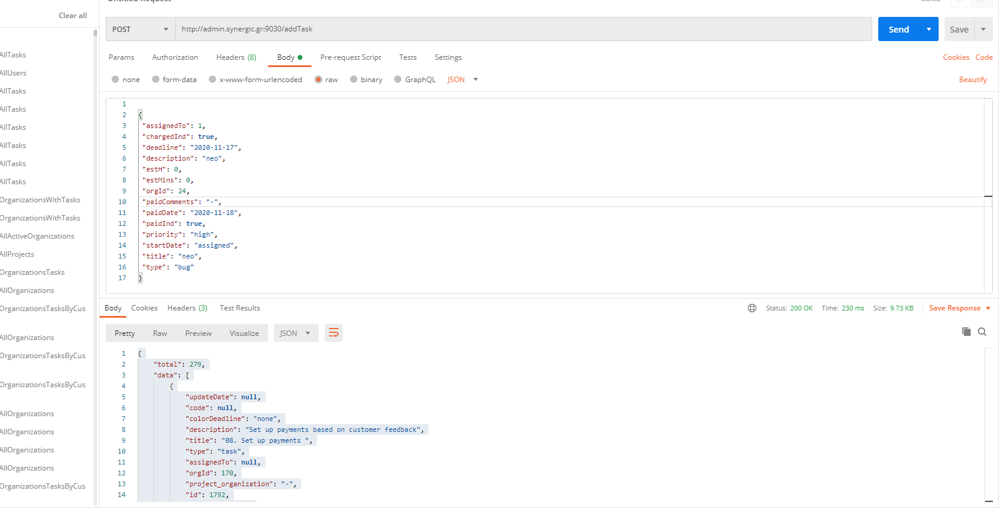 Untitled Request
BUILD
Clear all
POST
http://admin.synergic.gr:9030/addTask
Send
Save
Params
Authorization
Headers (8)
Body
Pre-request Script
Tests
Settings
Cookies
Code
none
form-data
x-www-form-urlencoded
raw
binary
GraphQL
JSON
Beautify
AllTasks
AllUsers
AllTasks
AllTasks
AllTasks
AllTasks
AllTasks
AllTasks
OrganizationsWithTasks
OrganizationsWithTasks
AllActiveOrganizations
AllProjects
OrganizationsTasks
AllOrganizations
OrganizationsTasksByCus
AllOrganizations
OrganizationsTasksByCus
OrganizationsTasksByCus
AllOrganizations
AllOrganizations
AllOrganizations
AllOrganizations
OrganizationsTasksByCus
1
2 {
3 "assignedTo": 1,
4 "chargedInd": true,
5 "deadline": "2020-11-17",
6 "description": "neo",
7 "estH": 0,
8 "estMins": 0,
9 "orgId": 24,
10 "paidComments": "-",
11 "paidDate": "2020-11-18",
12 "paidInd": true,
13 "priority": "high",
14 "startDate": "assigned",
15 "title": "neo",
16 "type": "bug"
17 }
Body
Cookies
Headers (3)
Test Results
Status: 200 OK
Time: 230 ms
Size: 9.73 KB
Save Response
Pretty
Raw
Preview
Visualize
JSON
1 {
2 "total": 279,
3 "data": [
4 {
5 "updateDate": null,
6 "code": null,
7 "colorDeadline": "none",
8 "description": "Set up payments based on customer feedback",
9 "title": "08. Set up payments ",
10 "type": "task",
11 "assignedTo": null,
12 "orgId": 170,
13 "project_organization": "-",
14 "id": 1792,